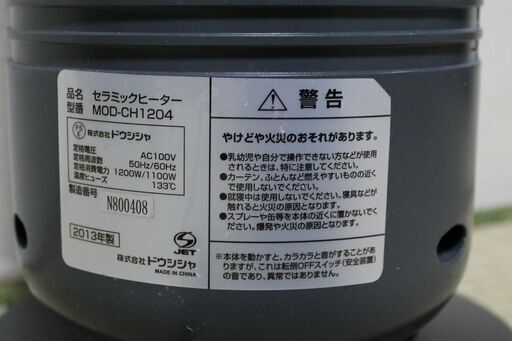 品名 セラミックヒーター
型番 MOD-CH1204
PS
E
株式会社ドウシシャ
定格電圧 AC100V
定格周波数 50Hz/60Hz
定格消費電力 1200W/1100W
温度ヒューズ 133℃
製造番号
N800408
2013年製
S
JET
株式会社ドウシシャ
MADE IN CHINA
警告
やけどや火災のおそれがあります。
●乳幼児や自分で操作できない方などが使用されるときは、特に注意してください。
●カーテン、ふとんなど燃えやすいものの近くで使用しないでください。
●就寝中は使用しないでください。寝具などが触れると火災の原因となります。
●スプレーや缶等を本体の近くに置かないでください。爆発や火災の原因となります。
※本体を動かすと、カラカラと音がすることがありますが、これは転倒OFFスイッチ(安全装置)の音であり、異常ではありません。